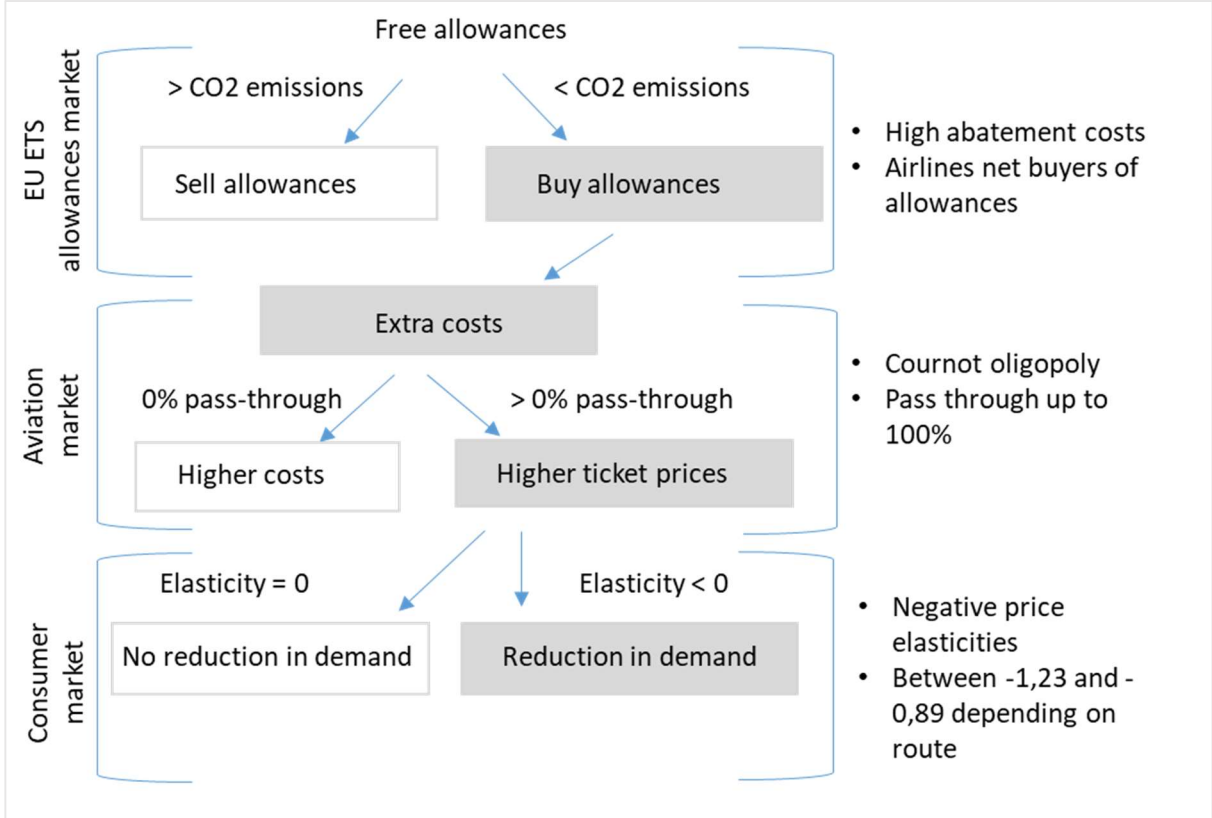 Free allowances
EU ETS
allowances market
> CO2 emissions
< CO2 emissions
Sell allowances
Buy allowances
• High abatement costs
• Airlines net buyers of
allowances
Aviation
market
Extra costs
0% pass-through
> 0% pass-through
Higher costs
Higher ticket prices
• Cournot oligopoly
• Pass through up to
100%
Consumer
market
Elasticity = 0
Elasticity < 0
No reduction in demand
Reduction in demand
• Negative price
elasticities
• Between -1,23 and -
0,89 depending on
route